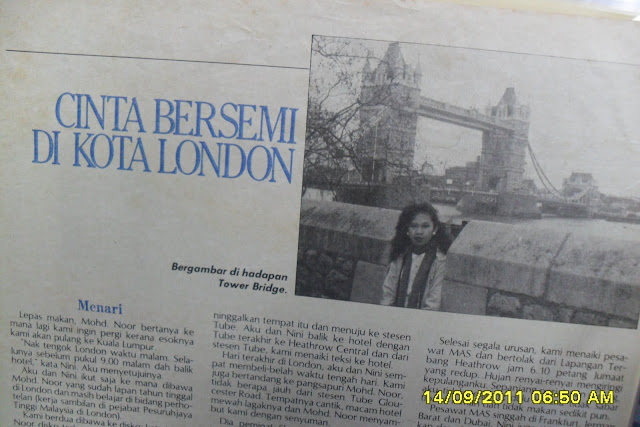 CINTA BERSEMI
DI KOTA LONDON
Bergambar di hadapan
Tower Bridge.
Menari
Lepas makan, Mohd. Noor bertanya ke
mana lagi kami ingin pergi kerana esoknya
kami akan pulang ke Kuala Lumpur.
"Nak tengok London waktu malam. Sela-
lunya sebelum pukul 9.00 malam dah balik
hotel," kata Nini. Aku menyetujuinya.
Aku dan Nini ikut saja ke mana dibawa
Mohd. Noor yang sudah lapan tahun tinggal
di London dan masih belajar di bidang perho-
telan (kerja sambilan di pejabat Pesuruhjaya
Tinggi Malaysia di London).
Kami berdua dibawa ke disko
ninggalkan tempat itu dan menuju ke stesen
Tube. Aku dan Nini balik ke hotel dengan
Tube terakhir ke Heathrow Central dan dari
stesen Tube, kami menaiki teksi ke hotel.
Hari terakhir di London, aku dan Nini sem-
pat membeli-belah waktu tengah hari. Kami
juga bertandang ke pangsapuri Mohd. Noor,
tidak berapa jauh dari stesen Tube Glou-
cester Road. Tempatnya cantik, macam hotel
mewah lagaknya dan Mohd. Noor menyam-
but kami dengan senyuman.
Selesai segala urusan, kami menaiki pesa-
wat MAS dan bertolak dari Lapangan Ter-
bang Heathrow jam 6.10 petang. Cuaca amat
yang redup. Hujan renyai-renyai mengiringi
kepulanganku.
tidak makan sedikit pun.
Pesawat MAS singgah di Frankfurt, Jerman
Barat dan Dubai.
14/09/2011 06:50 AM